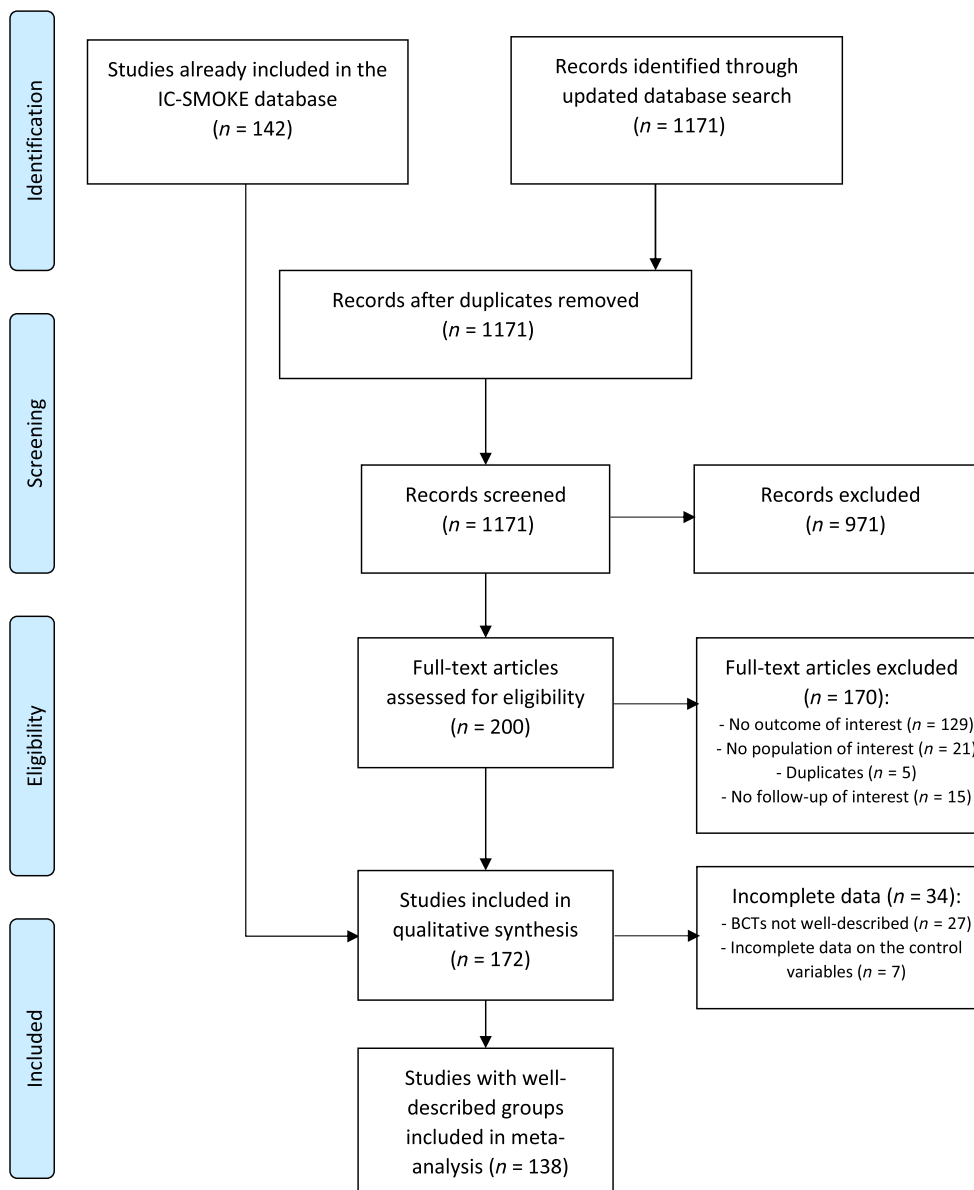 Identification
Studies already included in the
IC-SMOKE database
(n = 142)
Records identified through
updated database search
(n = 1171)
Records after duplicates removed
(n = 1171)
Screening
Records screened
(n = 1171)
Records excluded
(n = 971)
Eligibility
Full-text articles
assessed for eligibility
(n = 200)
Full-text articles excluded
(n = 170):
- No outcome of interest (n = 129)
- No population of interest (n = 21)
- Duplicates (n = 5)
- No follow-up of interest (n = 15)
Included
Studies included in
qualitative synthesis
(n = 172)
Incomplete data (n = 34):
- BCTs not well-described (n = 27)
- Incomplete data on the control
variables (n = 7)
Studies with well-
described groups
included in meta-
analysis (n = 138)